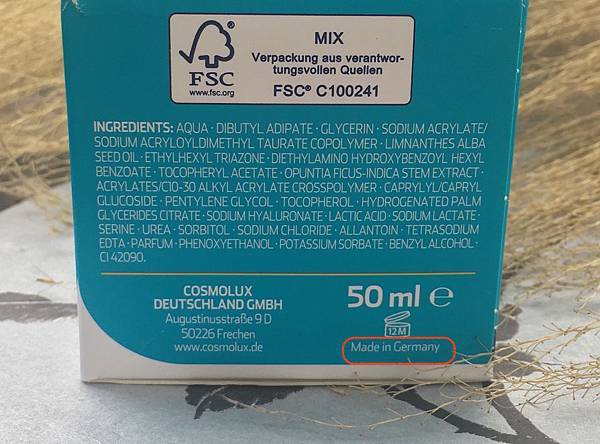 FSC
www.fsc.org
MIX
Verpackung aus verantwor-
tungsvollen Quellen
FSC® C100241
INGREDIENTS: AQUA · DIBUTYL ADIPATE · GLYCERIN · SODIUM ACRYLATE/
SODIUM ACRYLOYLDIMETHYL TAURATE COPOLYMER · LIMNANTHES ALBA
SEED OIL · ETHYLHEXYL TRIAZONE · DIETHYLAMINO HYDROXYBENZOYL HEXYL
BENZOATE · TOCOPHERYL ACETATE · OPUNTIA FICUS-INDICA STEM EXTRACT ·
ACRYLATES/C10-30 ALKYL ACRYLATE CROSSPOLYMER · CAPRYLYL/CAPRYL
GLUCOSIDE · PENTYLENE GLYCOL · TOCOPHEROL · HYDROGENATED PALM
GLYCERIDES CITRATE · SODIUM HYALURONATE · LACTIC ACID · SODIUM LACTATE ·
SERINE · UREA · SORBITOL · SODIUM CHLORIDE · ALLANTOIN · TETRASODIUM
EDTA · PARFUM · PHENOXYETHANOL · POTASSIUM SORBATE · BENZYL ALCOHOL ·
CI 42090.
COSMOLUX
DEUTSCHLAND GMBH
Augustinusstraße 9 D
50226 Frechen
www.cosmolux.de
50 ml ℮
12 M
Made in Germany